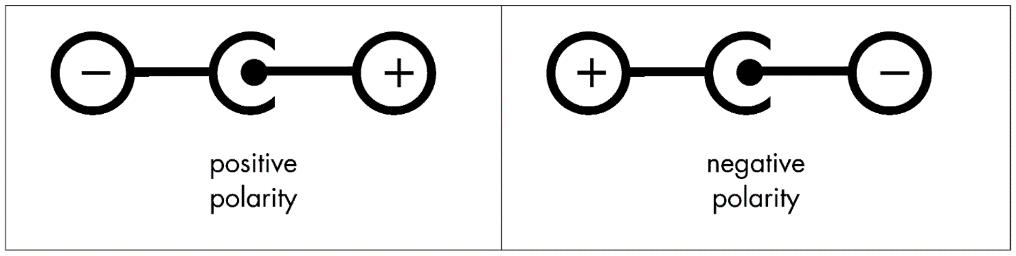 − +
positive
polarity
+ −
negative
polarity